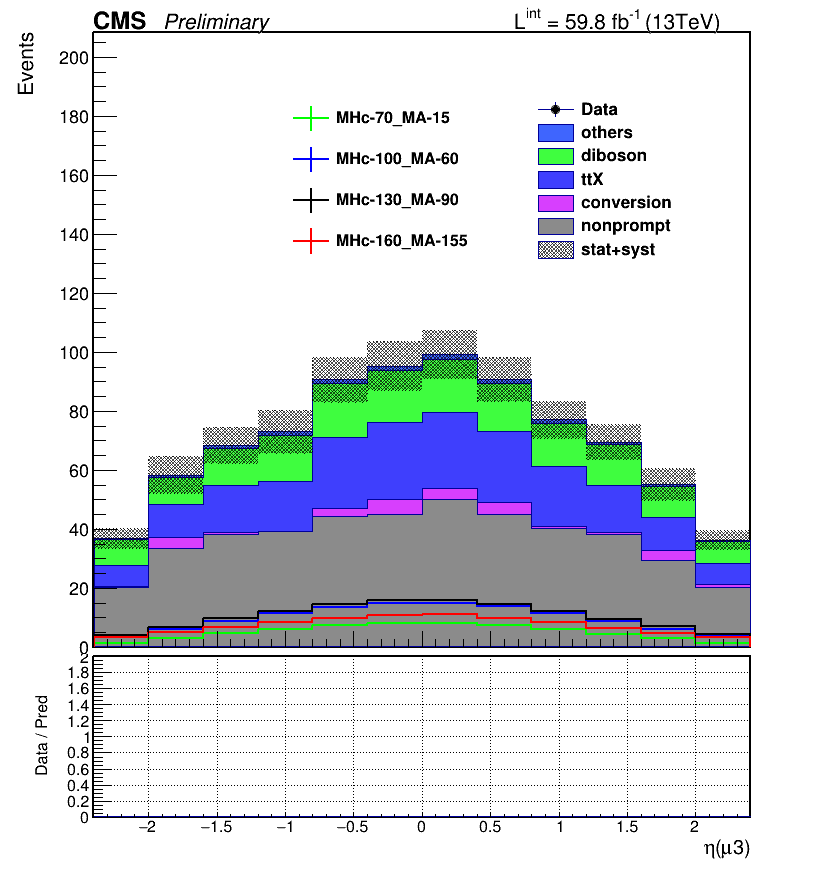 CMS Preliminary L^int = 59.8 fb^-1 (13TeV)
Events
200
180
160
140
120
100
80
60
40
20
0
MHc-70_MA-15
MHc-100_MA-60
MHc-130_MA-90
MHc-160_MA-155
Data
others
diboson
ttX
conversion
nonprompt
stat+syst
Data / Pred
2
1.8
1.6
1.4
1.2
1
0.8
0.6
0.4
0.2
0
−2 −1.5 −1 −0.5 0 0.5 1 1.5 2
η(μ3)